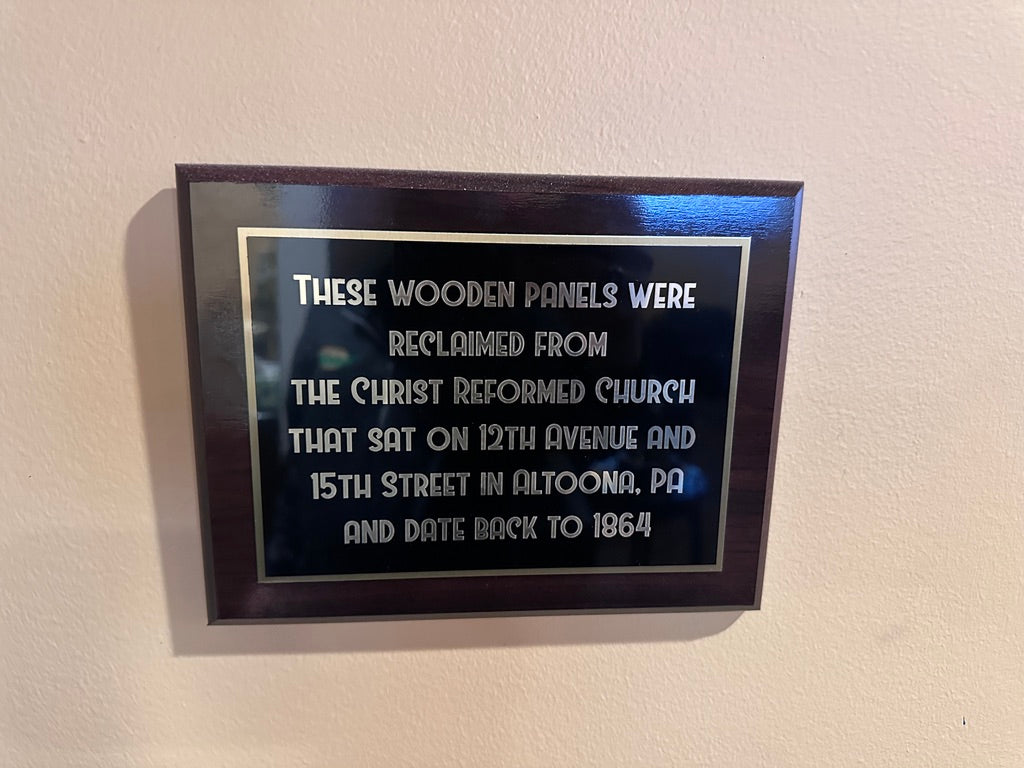 These wooden panels were
reclaimed from
the Christ Reformed Church
that sat on 12th Avenue and
15th Street in Altoona, PA
and date back to 1864